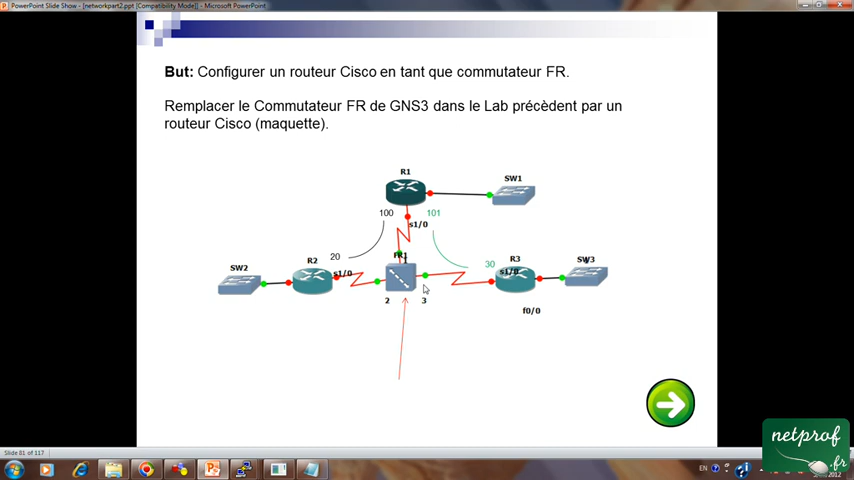 PowerPoint Slide Show - [networkpart2.ppt [Compatibility Mode]] - Microsoft PowerPoint
But: Configurer un routeur Cisco en tant que commutateur FR.
Remplacer le Commutateur FR de GNS3 dans le Lab précèdent par un
routeur Cisco (maquette).
R1
SW1
100
101
s1/0
20
FR1
1
30
SW2
R2
s1/0
R3
s1/0
SW3
2
3
f0/0
netprof
.fr
Slide 81 of 117
EN